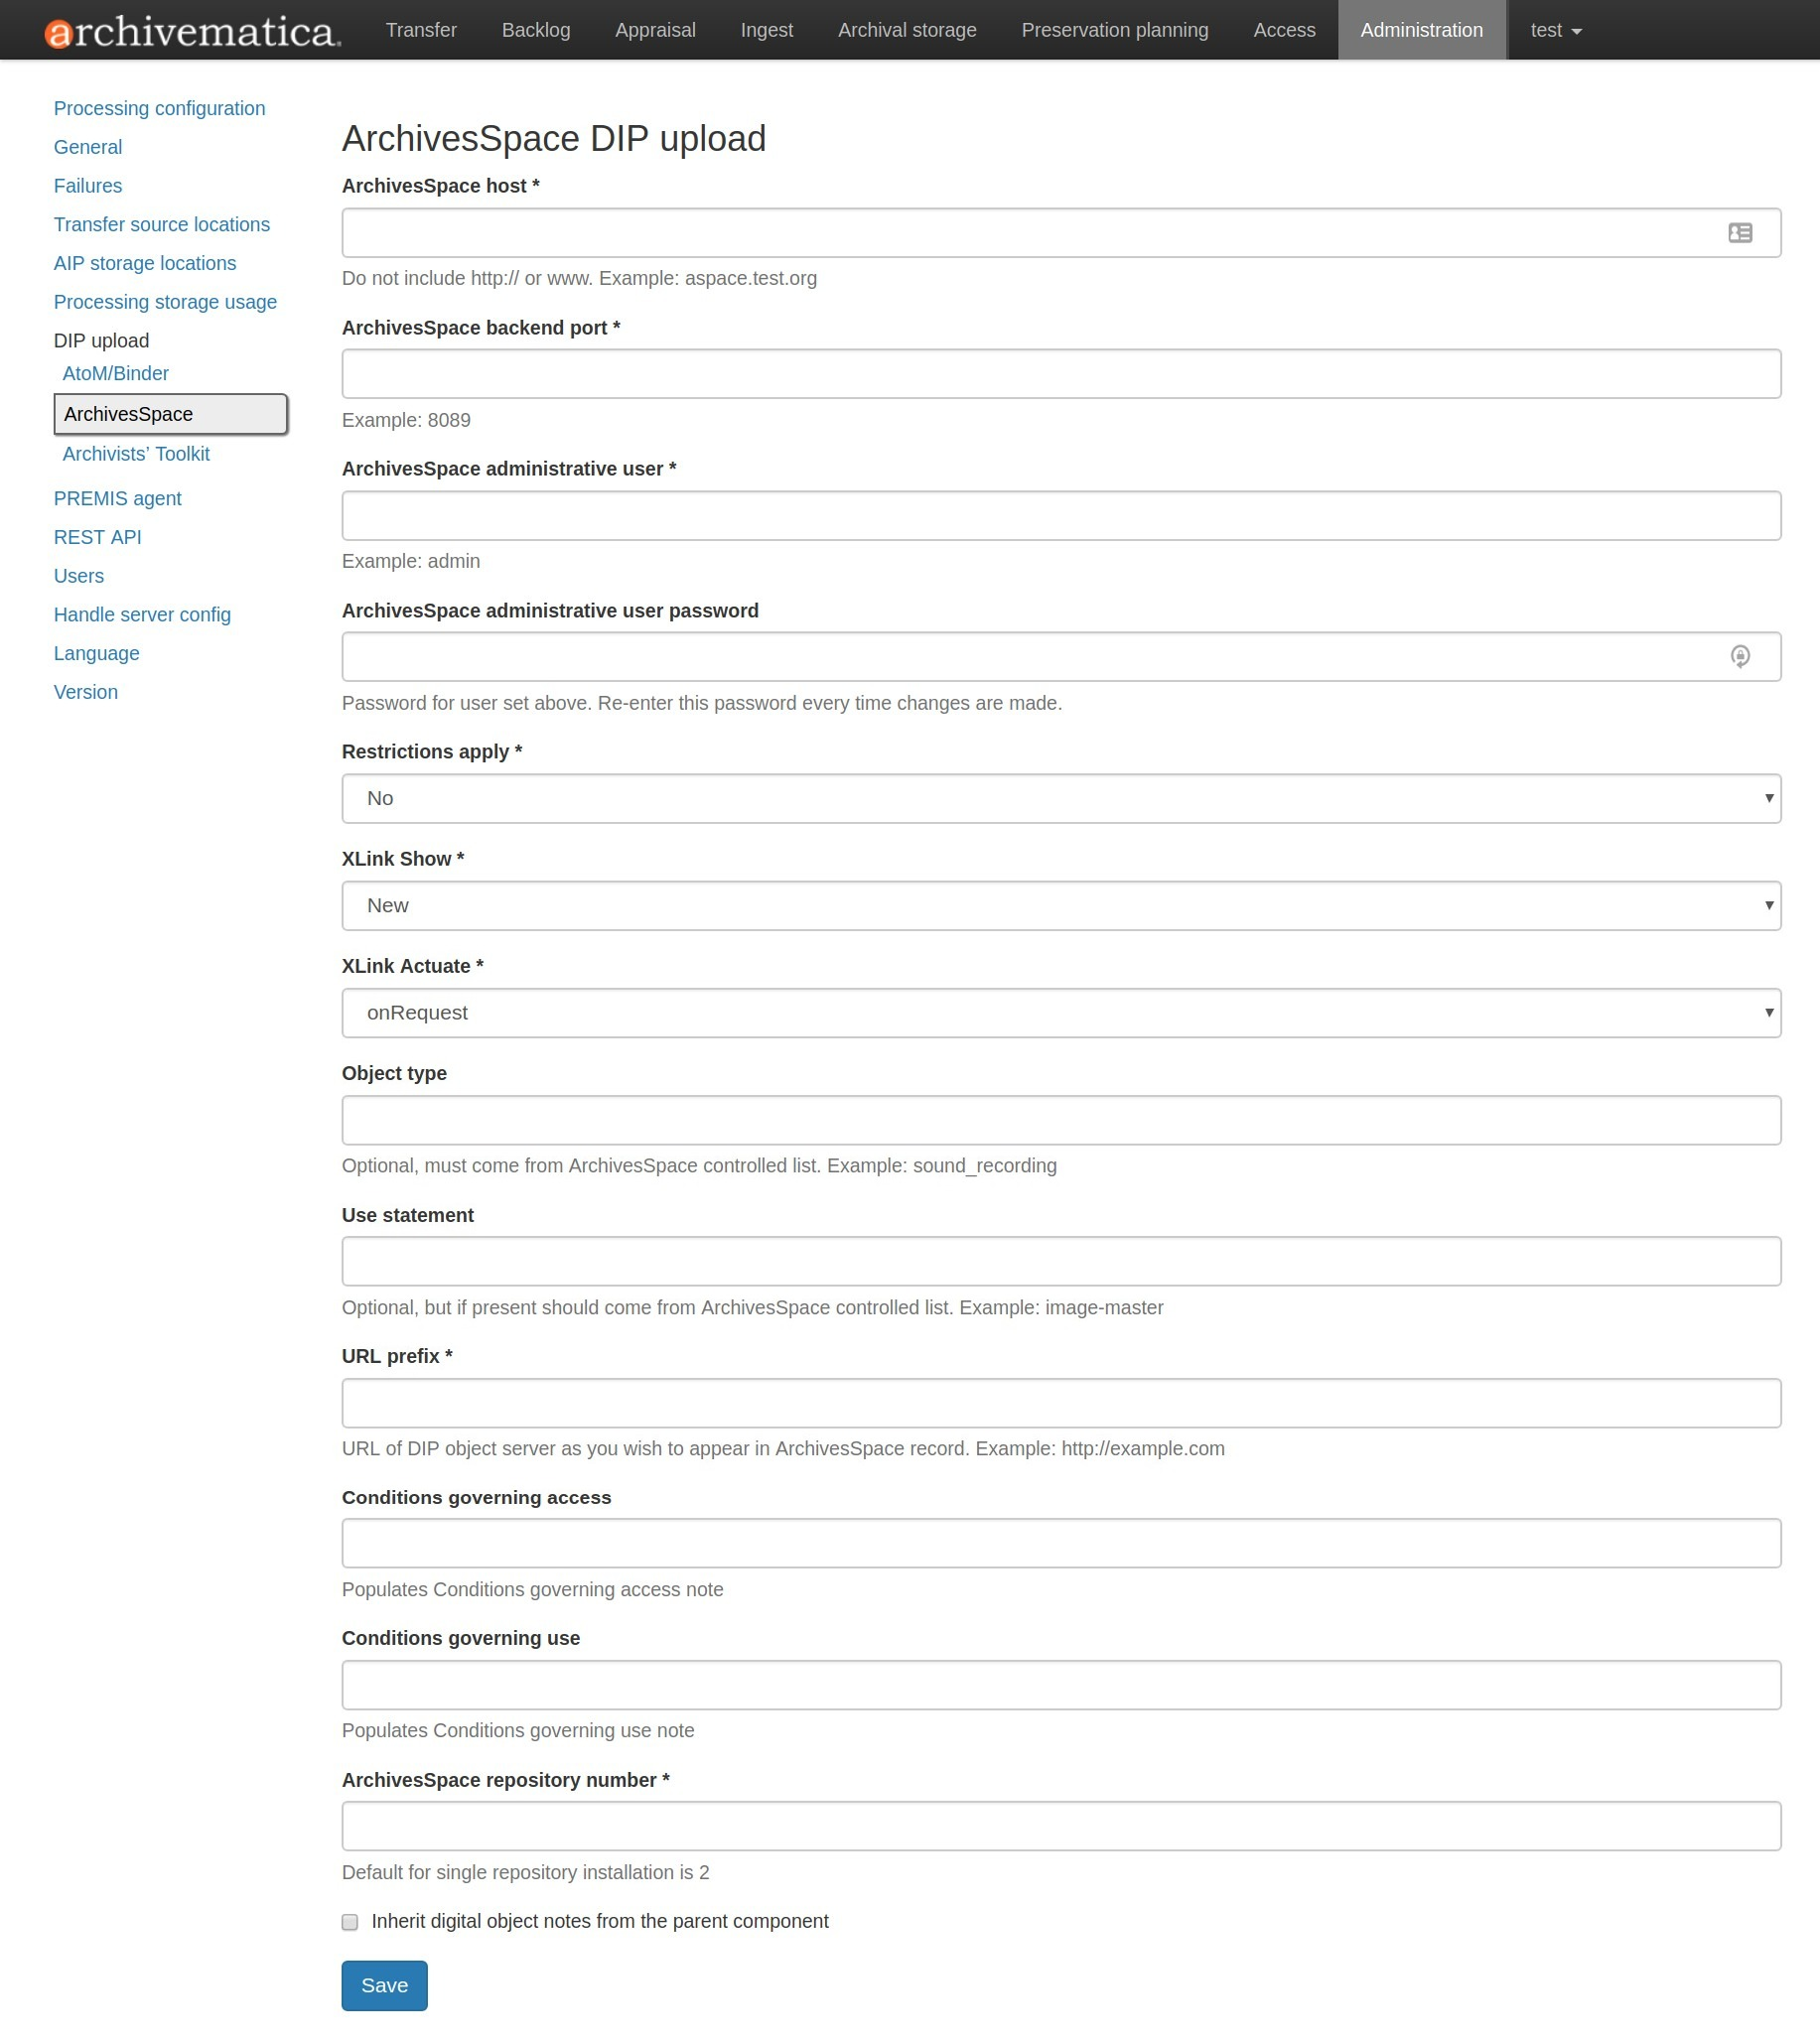 archivematica.
Transfer Backlog Appraisal Ingest Archival storage Preservation planning Access Administration test
Processing configuration
General
Failures
Transfer source locations
AIP storage locations
Processing storage usage
DIP upload
AtoM/Binder
ArchivesSpace
Archivists’ Toolkit
PREMIS agent
REST API
Users
Handle server config
Language
Version
ArchivesSpace DIP upload
ArchivesSpace host *
Do not include http:// or www. Example: aspace.test.org
ArchivesSpace backend port *
Example: 8089
ArchivesSpace administrative user *
Example: admin
ArchivesSpace administrative user password
Password for user set above. Re-enter this password every time changes are made.
Restrictions apply *
No
XLink Show *
New
XLink Actuate *
onRequest
Object type
Optional, must come from ArchivesSpace controlled list. Example: sound_recording
Use statement
Optional, but if present should come from ArchivesSpace controlled list. Example: image-master
URL prefix *
URL of DIP object server as you wish to appear in ArchivesSpace record. Example: http://example.com
Conditions governing access
Populates Conditions governing access note
Conditions governing use
Populates Conditions governing use note
ArchivesSpace repository number *
Default for single repository installation is 2
Inherit digital object notes from the parent component
Save